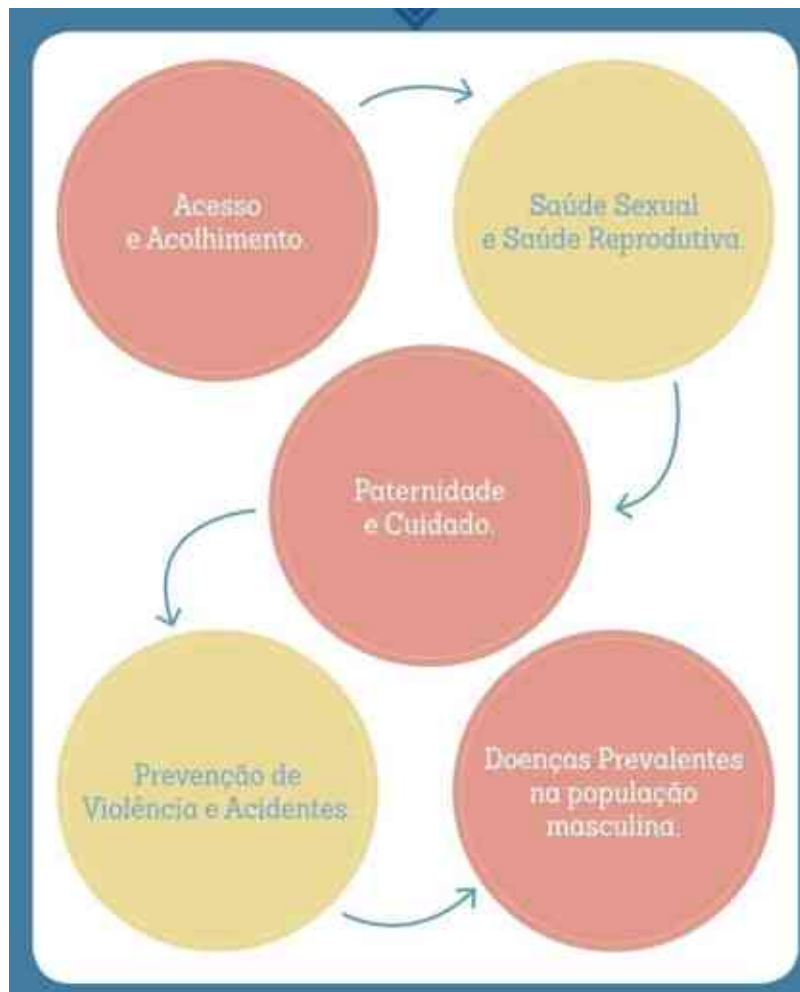 Acesso
e Acolhimento.
Saúde Sexual
e Saúde Reprodutiva.
Paternidade
e Cuidado.
Prevenção de
Violência e Acidentes
Doenças Prevalentes
na população
masculina.